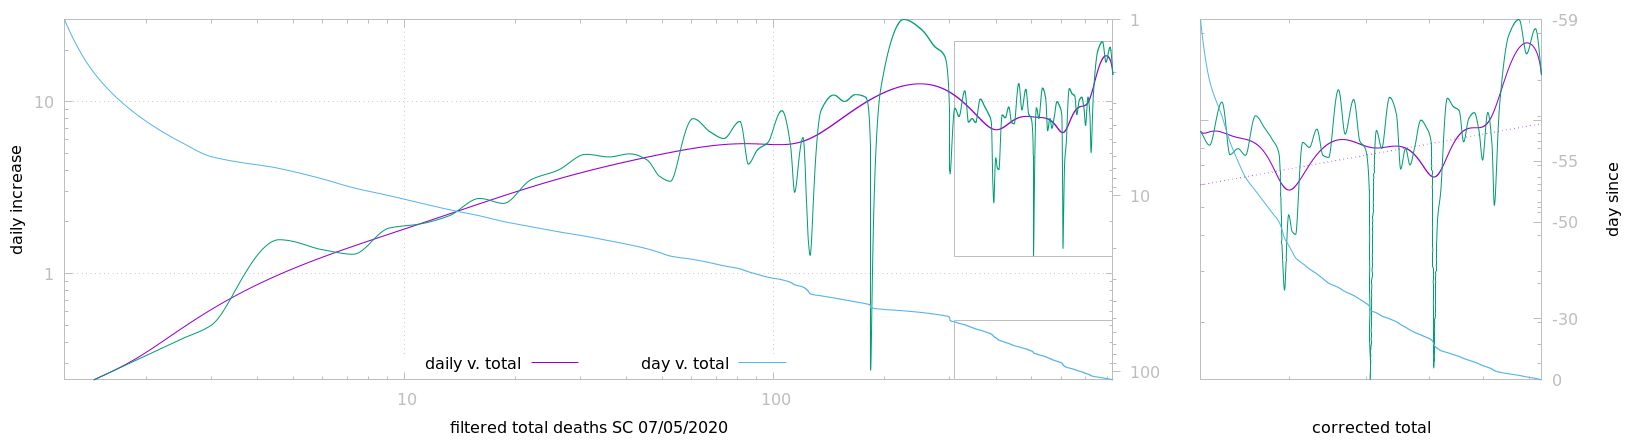 daily increase
10
1
daily v. total
day v. total
10
100
filtered total deaths SC 07/05/2020
1
10
100
-59
-55
-50
-30
0
day since
corrected total